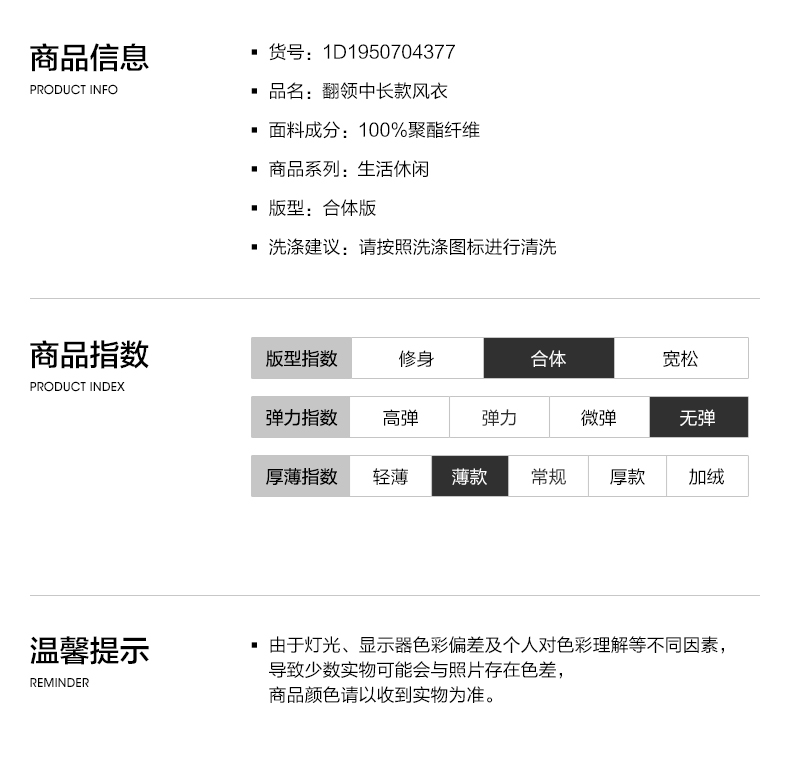 商品信息
PRODUCT INFO
▪ 货号：1D1950704377
▪ 品名：翻领中长款风衣
▪ 面料成分：100%聚酯纤维
▪ 商品系列：生活休闲
▪ 版型：合体版
▪ 洗涤建议：请按照洗涤图标进行清洗
商品指数
PRODUCT INDEX
版型指数 修身 合体 宽松
弹力指数 高弹 弹力 微弹 无弹
厚薄指数 轻薄 薄款 常规 厚款 加绒
温馨提示
REMINDER
▪ 由于灯光、显示器色彩偏差及个人对色彩理解等不同因素，
导致少数实物可能会与照片存在色差，
商品颜色请以收到实物为准。